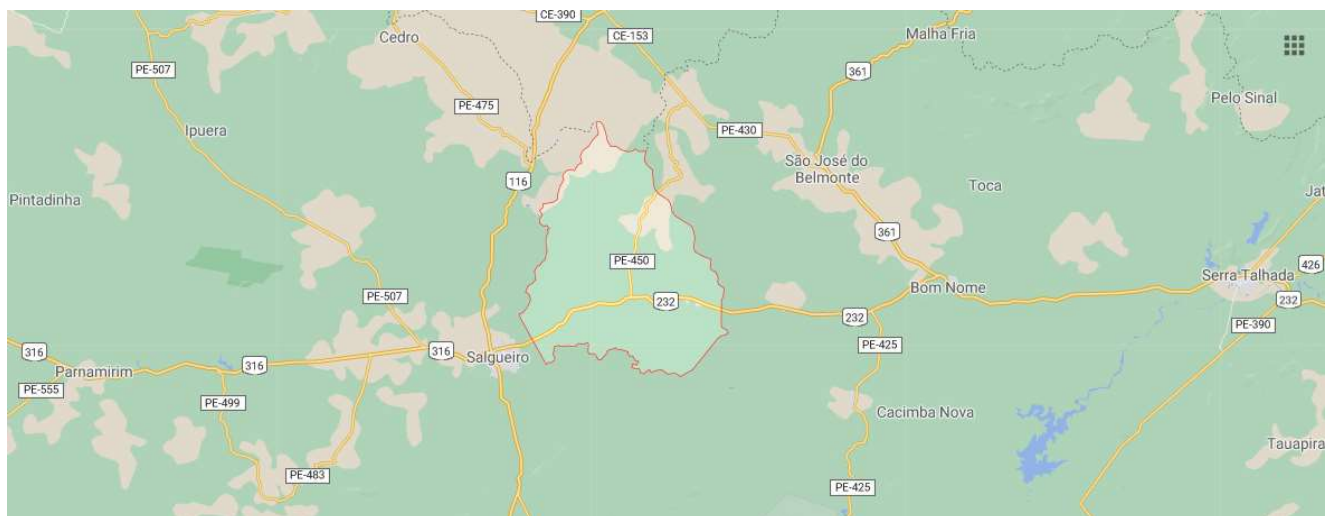 CE-390
Cedro
CE-153
Malha Fria
PE-507
361
Pelo Sinal
PE-475
Ipuera
PE-430
São José do
Belmonte
116
Toca
Pintadinha
Jat
361
PE-450
Serra Talhada
426
Bom Nome
PE-507
232
232
232
PE-390
316
316
PE-425
Salgueiro
316
Parnamirim
PE-555
PE-499
Cacimba Nova
Tauapira
PE-483
PE-425